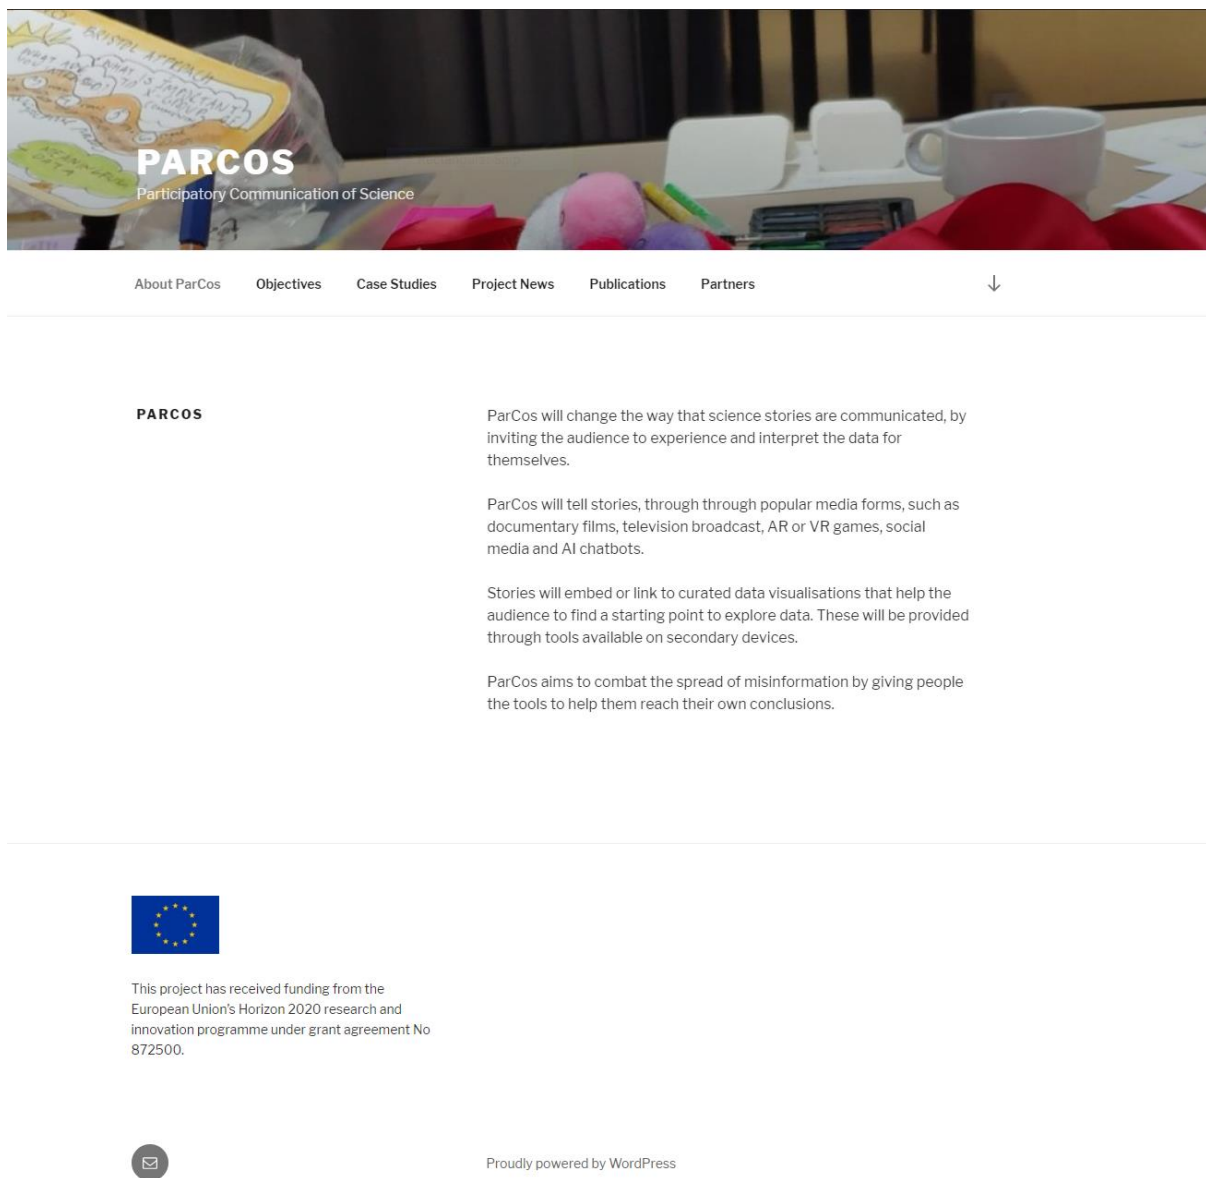 BRISTOL APPROACH
WHAT IS
IMPORTANT
PARCOS
Participatory Communication of Science
About ParCos Objectives Case Studies Project News Publications Partners
PARCOS
ParCos will change the way that science stories are communicated, by
inviting the audience to experience and interpret the data for
themselves.
ParCos will tell stories, through through popular media forms, such as
documentary films, television broadcast, AR or VR games, social
media and AI chatbots.
Stories will embed or link to curated data visualisations that help the
audience to find a starting point to explore data. These will be provided
through tools available on secondary devices.
ParCos aims to combat the spread of misinformation by giving people
the tools to help them reach their own conclusions.
This project has received funding from the
European Union's Horizon 2020 research and
innovation programme under grant agreement No
872500.
Proudly powered by WordPress